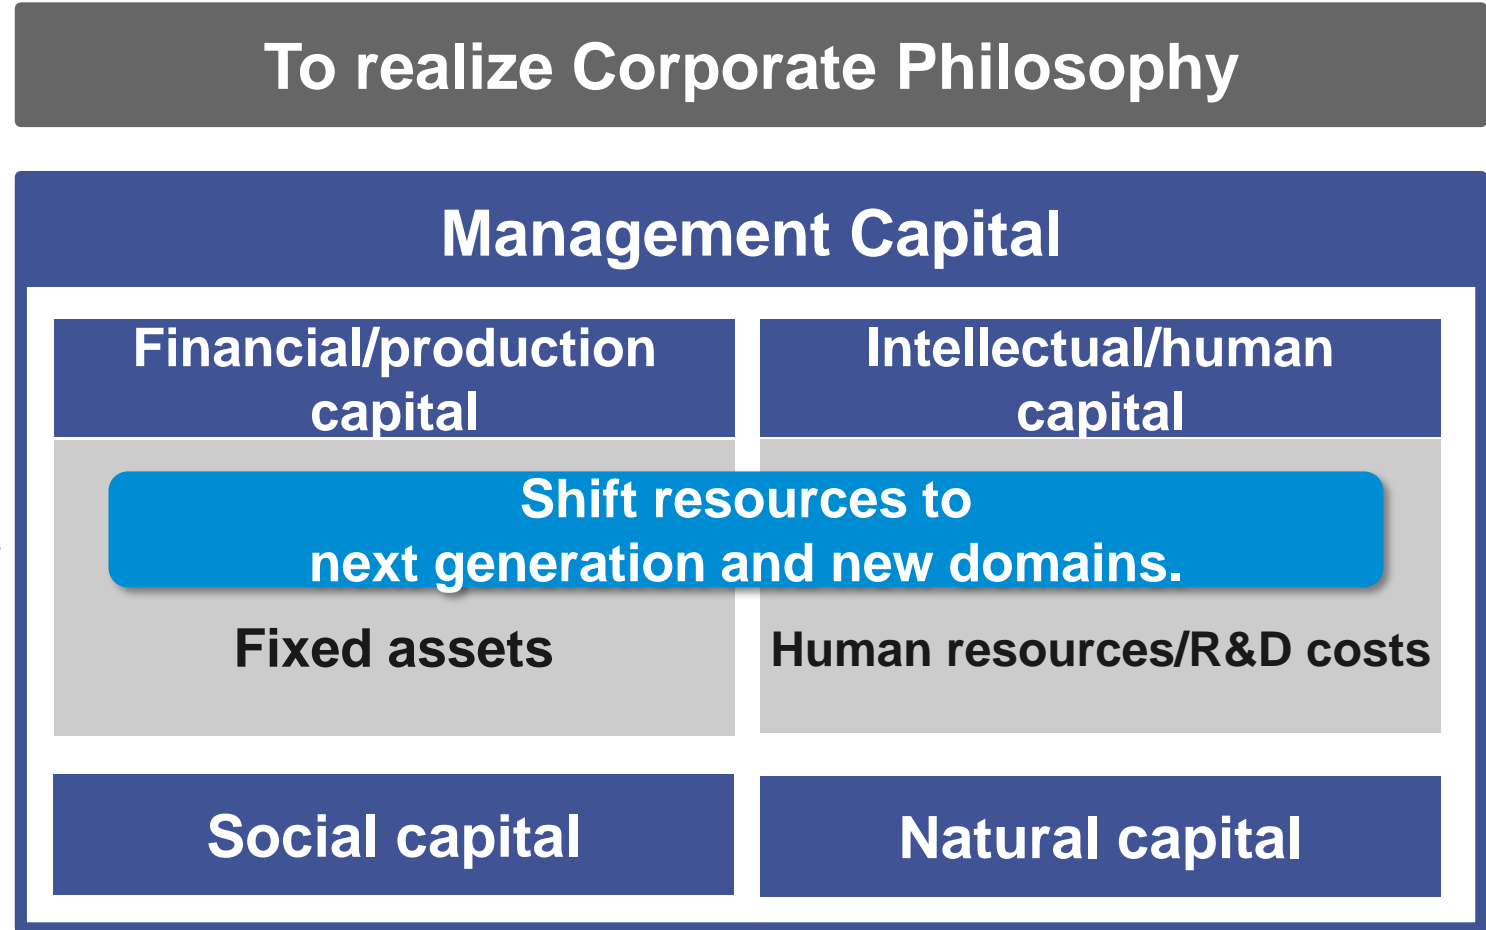 To realize Corporate Philosophy
Management Capital
Financial/production
capital
Intellectual/human
capital
Shift resources to
next generation and new domains.
Fixed assets
Human resources/R&D costs
Social capital
Natural capital